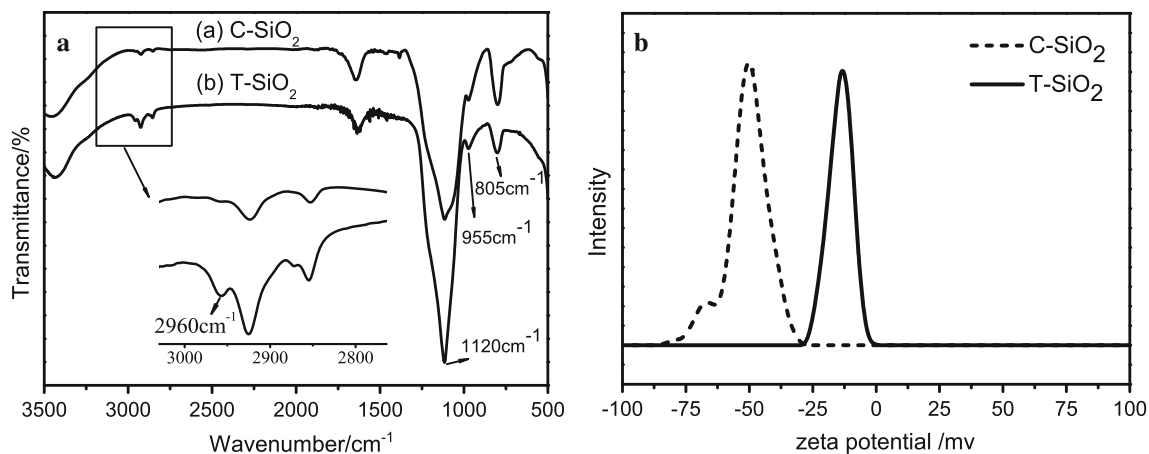 a
(a) C-SiO₂
(b) T-SiO₂
805cm⁻¹
955cm⁻¹
2960cm⁻¹
1120cm⁻¹
3000 2900 2800
Transmittance/%
3500 3000 2500 2000 1500 1000 500
Wavenumber/cm⁻¹
b
C-SiO₂
T-SiO₂
Intensity
-100 -75 -50 -25 0 25 50 75 100
zeta potential /mv